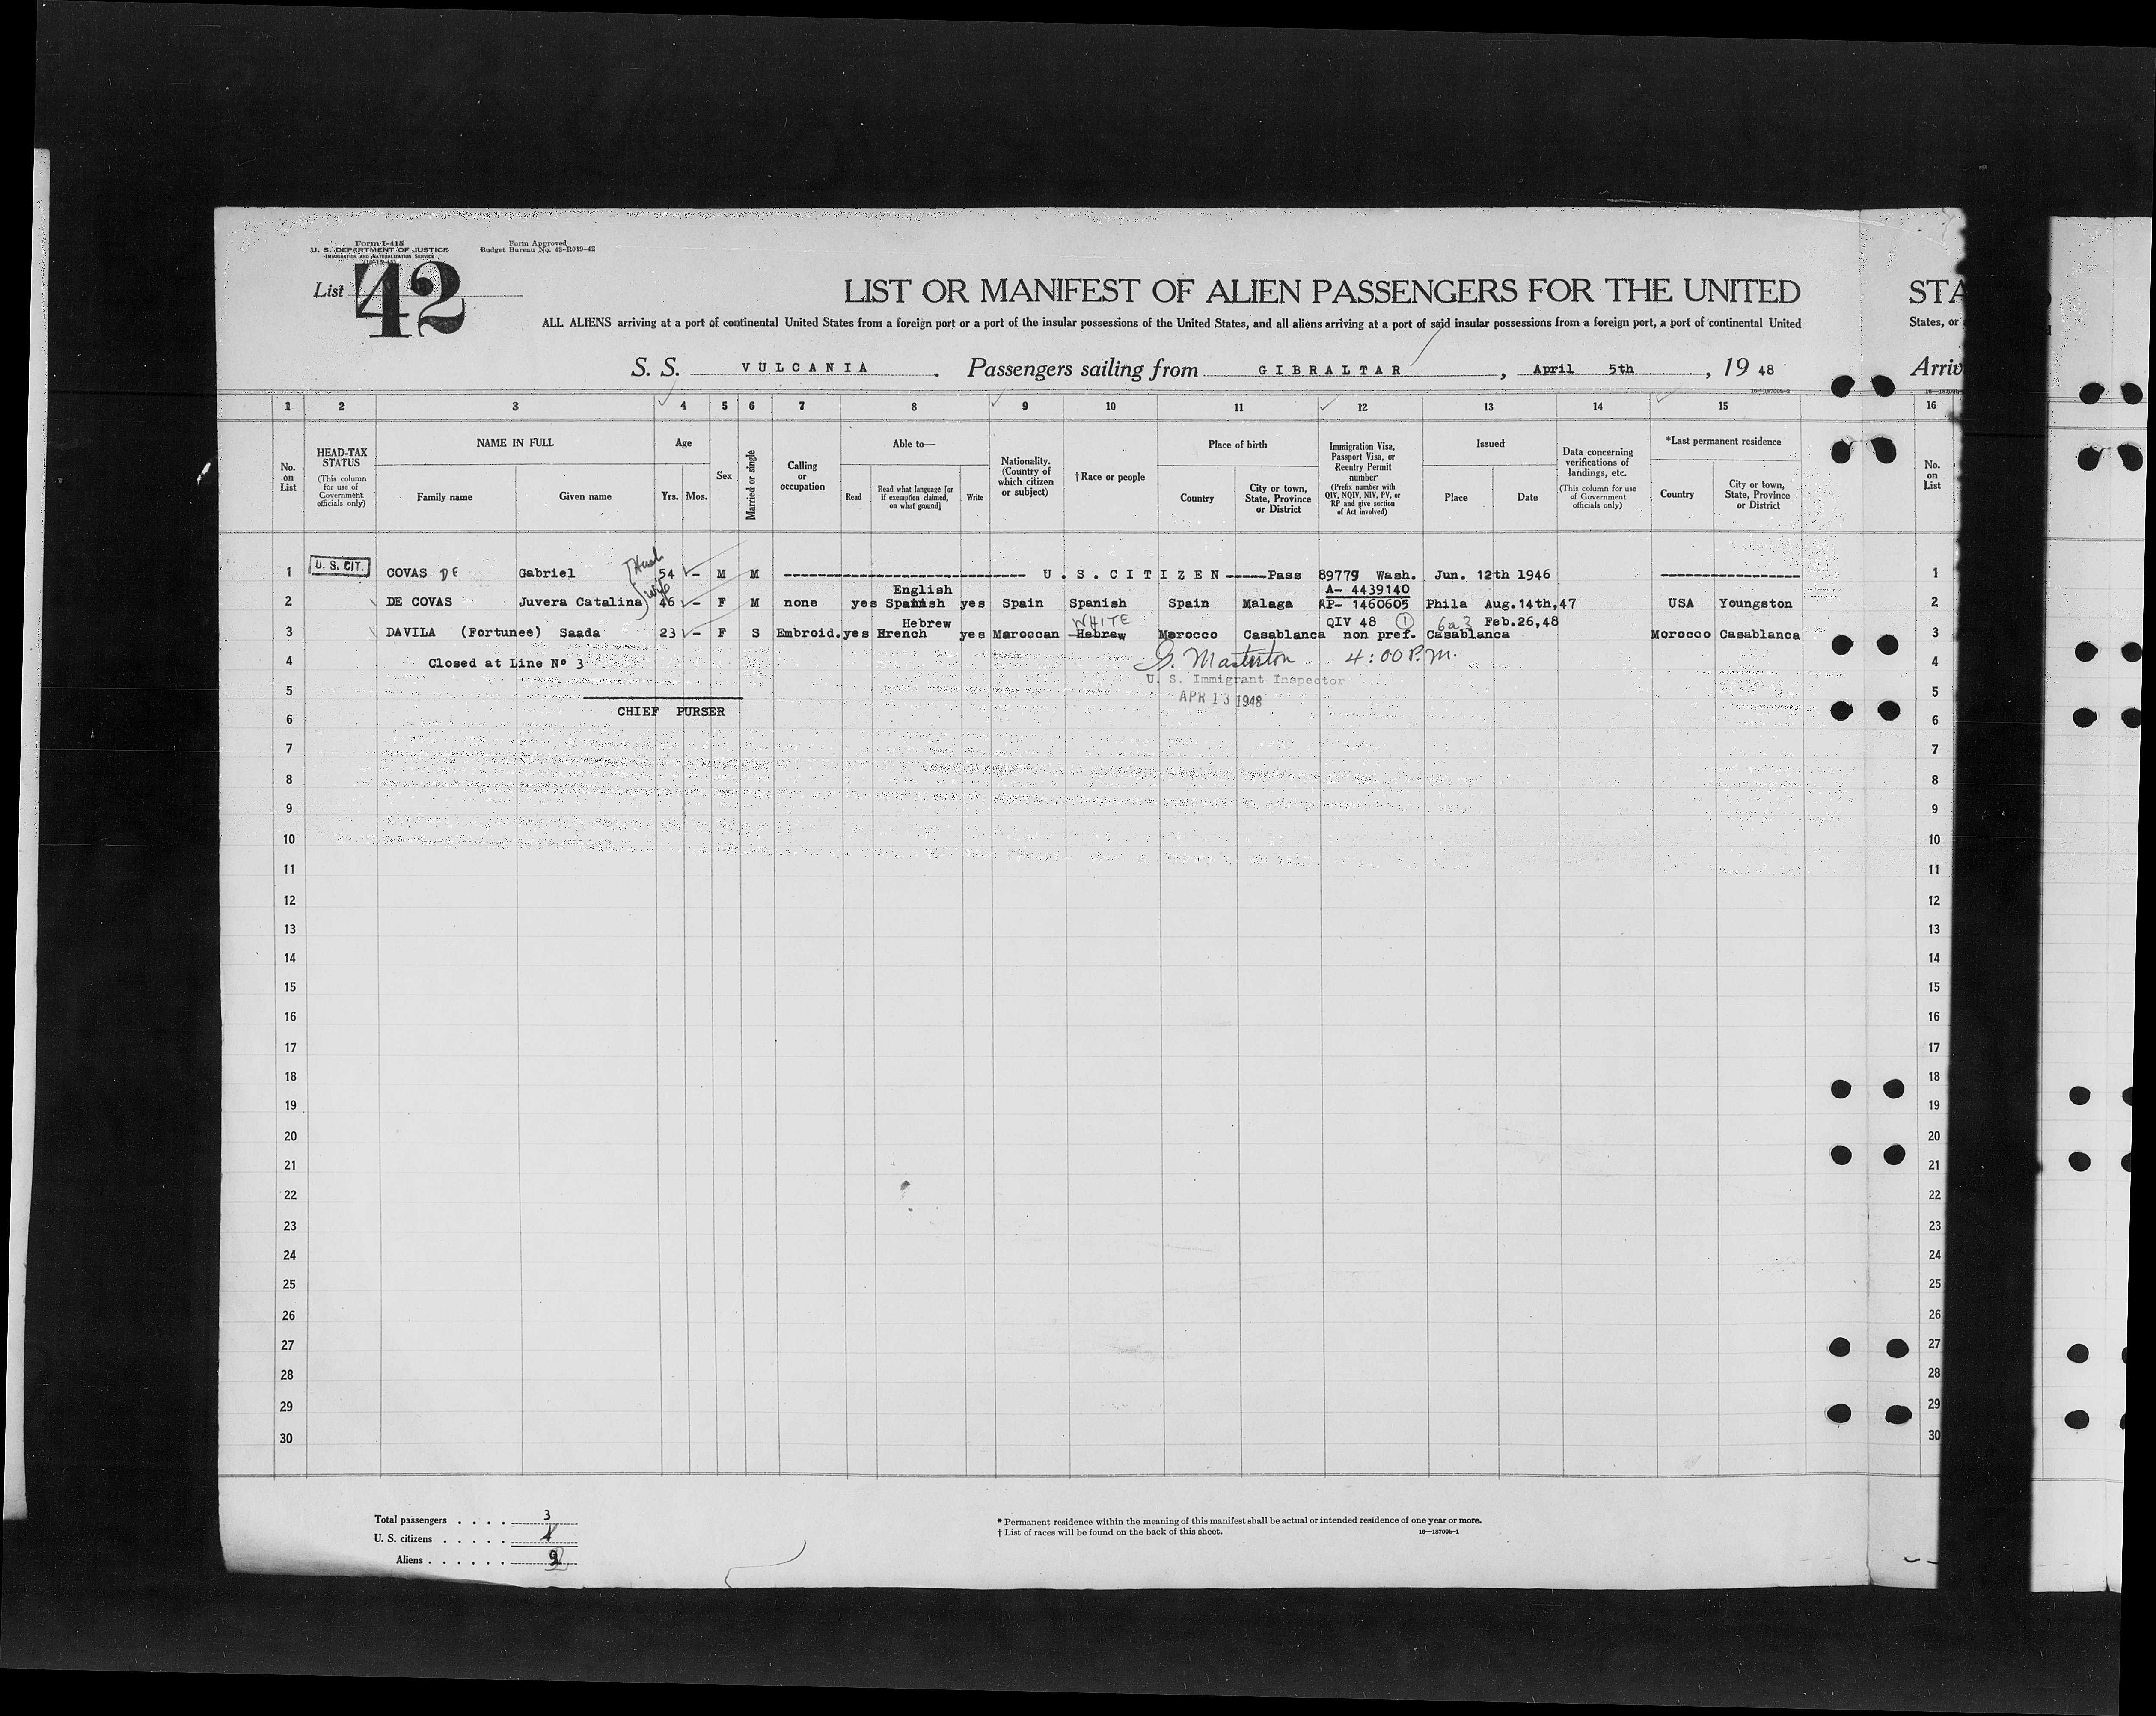 Form I-415
U. S. DEPARTMENT OF JUSTICE
IMMIGRATION AND NATURALIZATION SERVICE
Form Approved
Budget Bureau No. 43-R019-42
List 42
LIST OR MANIFEST OF ALIEN PASSENGERS FOR THE UNITED STA
ALL ALIENS arriving at a port of continental United States from a foreign port or a port of the insular possessions of the United States, and all aliens arriving at a port of said insular possessions from a foreign port, a port of continental United States, or
S. S. VULCANIA. Passengers sailing from GIBRALTAR, April 5th, 19 48 Arriv
1 2 3 4 5 6 7 8 9 10 11 12 13 14 15 16
No. on List
HEAD-TAX STATUS (This column for use of Government officials only)
NAME IN FULL
Family name
Given name
Age
Yrs. Mos.
Sex
Married or single
Calling or occupation
Able to—
Read
Read what language [or if exemption claimed, on what ground]
Write
Nationality. (Country of which citizen or subject)
†Race or people
Place of birth
Country
City or town, State, Province or District
Immigration Visa, Passport Visa, or Reentry Permit number (Prefix number with QIV, NQIV, NIV, PV, or RP and give section of Act involved)
Issued
Place
Date
Data concerning verifications of landings, etc. (This column for use of Government officials only)
*Last permanent residence
Country
City or town, State, Province or District
No. on List
1 U. S. CIT. COVAS DE Gabriel Husb 54 - M M U.S.CITIZEN Pass 89779 Wash. Jun. 12th 1946 1
English A- 4439140
2 DE COVAS Juvera Catalina wife 46 - F M none yes Spanish yes Spain Spanish Spain Malaga RP- 1460605 Phila Aug.14th,47 USA Youngston 2
Hebrew WHITE QIV 48 1 6a3 Feb.26,48
3 DAVILA (Fortunee) Saada 23 - F S Embroid. yes French yes Maroccan Hebrew Morocco Casablanca non pref. Casablanca Morocco Casablanca 3
4 Closed at Line Nº 3 G. Masterton 4:00 P.M. 4
U. S. Immigrant Inspector
5 APR 13 1948 5
6 CHIEF PURSER 6
7 7
8 8
9 9
10 10
11 11
12 12
13 13
14 14
15 15
16 16
17 17
18 18
19 19
20 20
21 21
22 22
23 23
24 24
25 25
26 26
27 27
28 28
29 29
30 30
Total passengers . . . . 3
U. S. citizens . . . . . 1
Aliens . . . . . . 2
* Permanent residence within the meaning of this manifest shall be actual or intended residence of one year or more.
† List of races will be found on the back of this sheet.